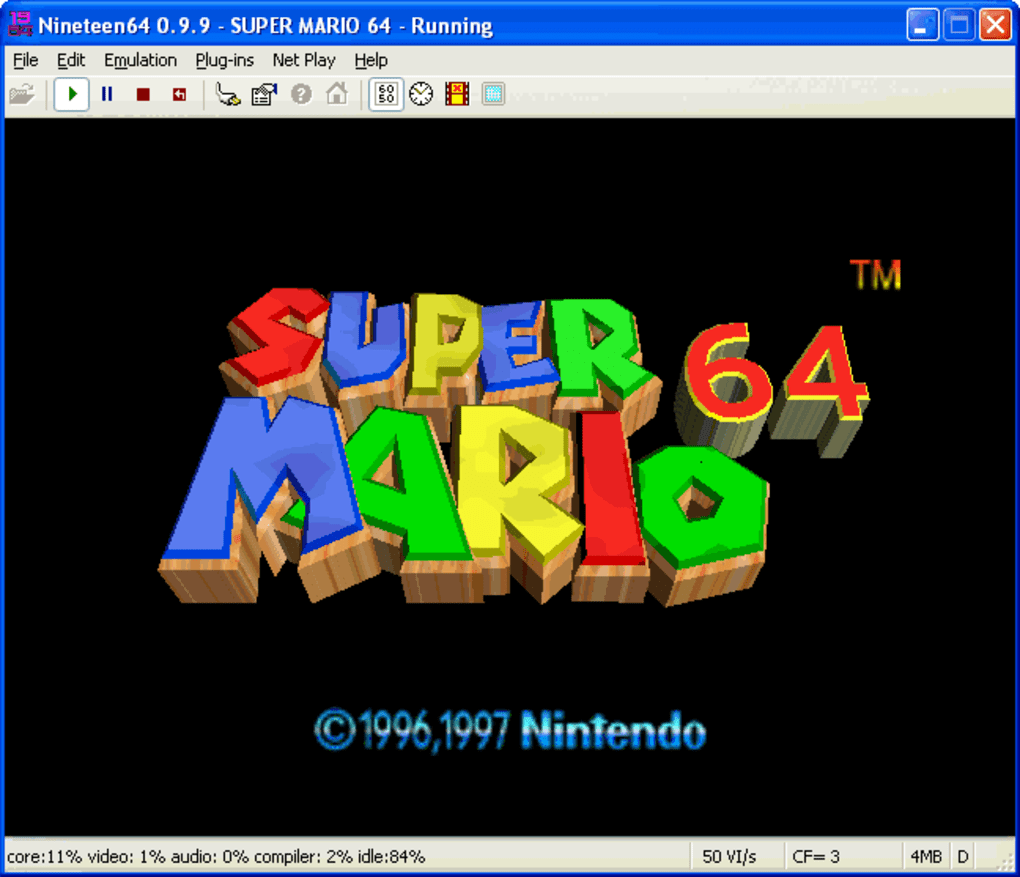 Nineteen64 0.9.9 - SUPER MARIO 64 - Running
File Edit Emulation Plug-ins Net Play Help
TM
SUPER
64
MARIO
©1996,1997 Nintendo
core:11% video: 1% audio: 0% compiler: 2% idle:84% 50 VI/s CF= 3 4MB D